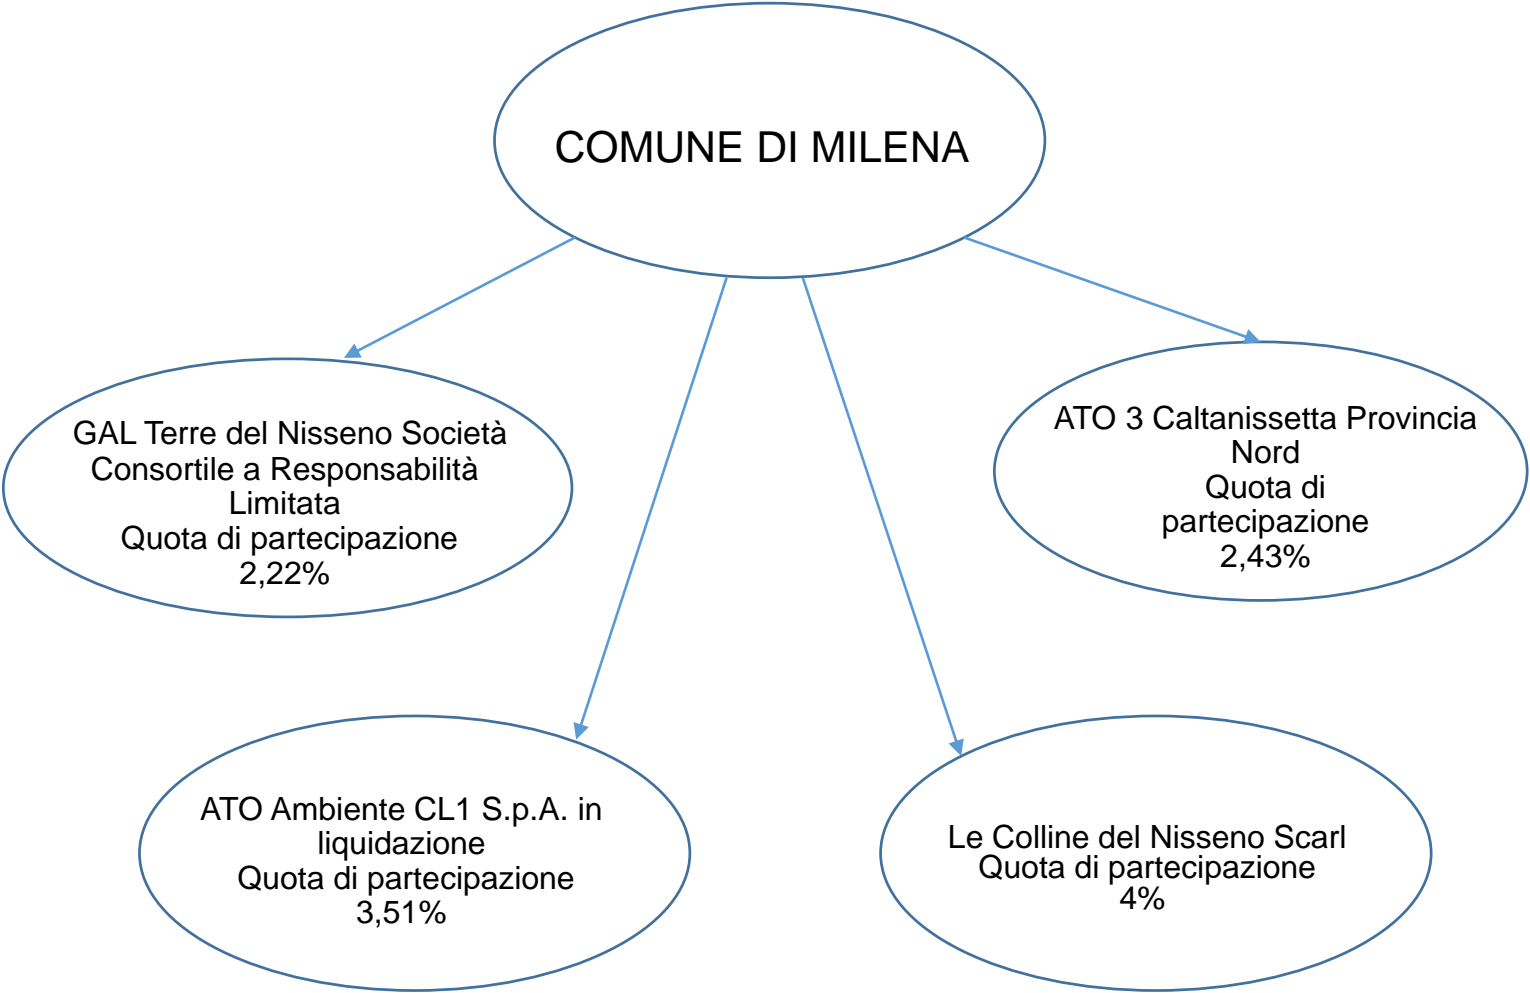 COMUNE DI MILENA
GAL Terre del Nisseno Società
Consortile a Responsabilità
Limitata
Quota di partecipazione
2,22%
ATO 3 Caltanissetta Provincia
Nord
Quota di
partecipazione
2,43%
ATO Ambiente CL1 S.p.A. in
liquidazione
Quota di partecipazione
3,51%
Le Colline del Nisseno Scarl
Quota di partecipazione
4%